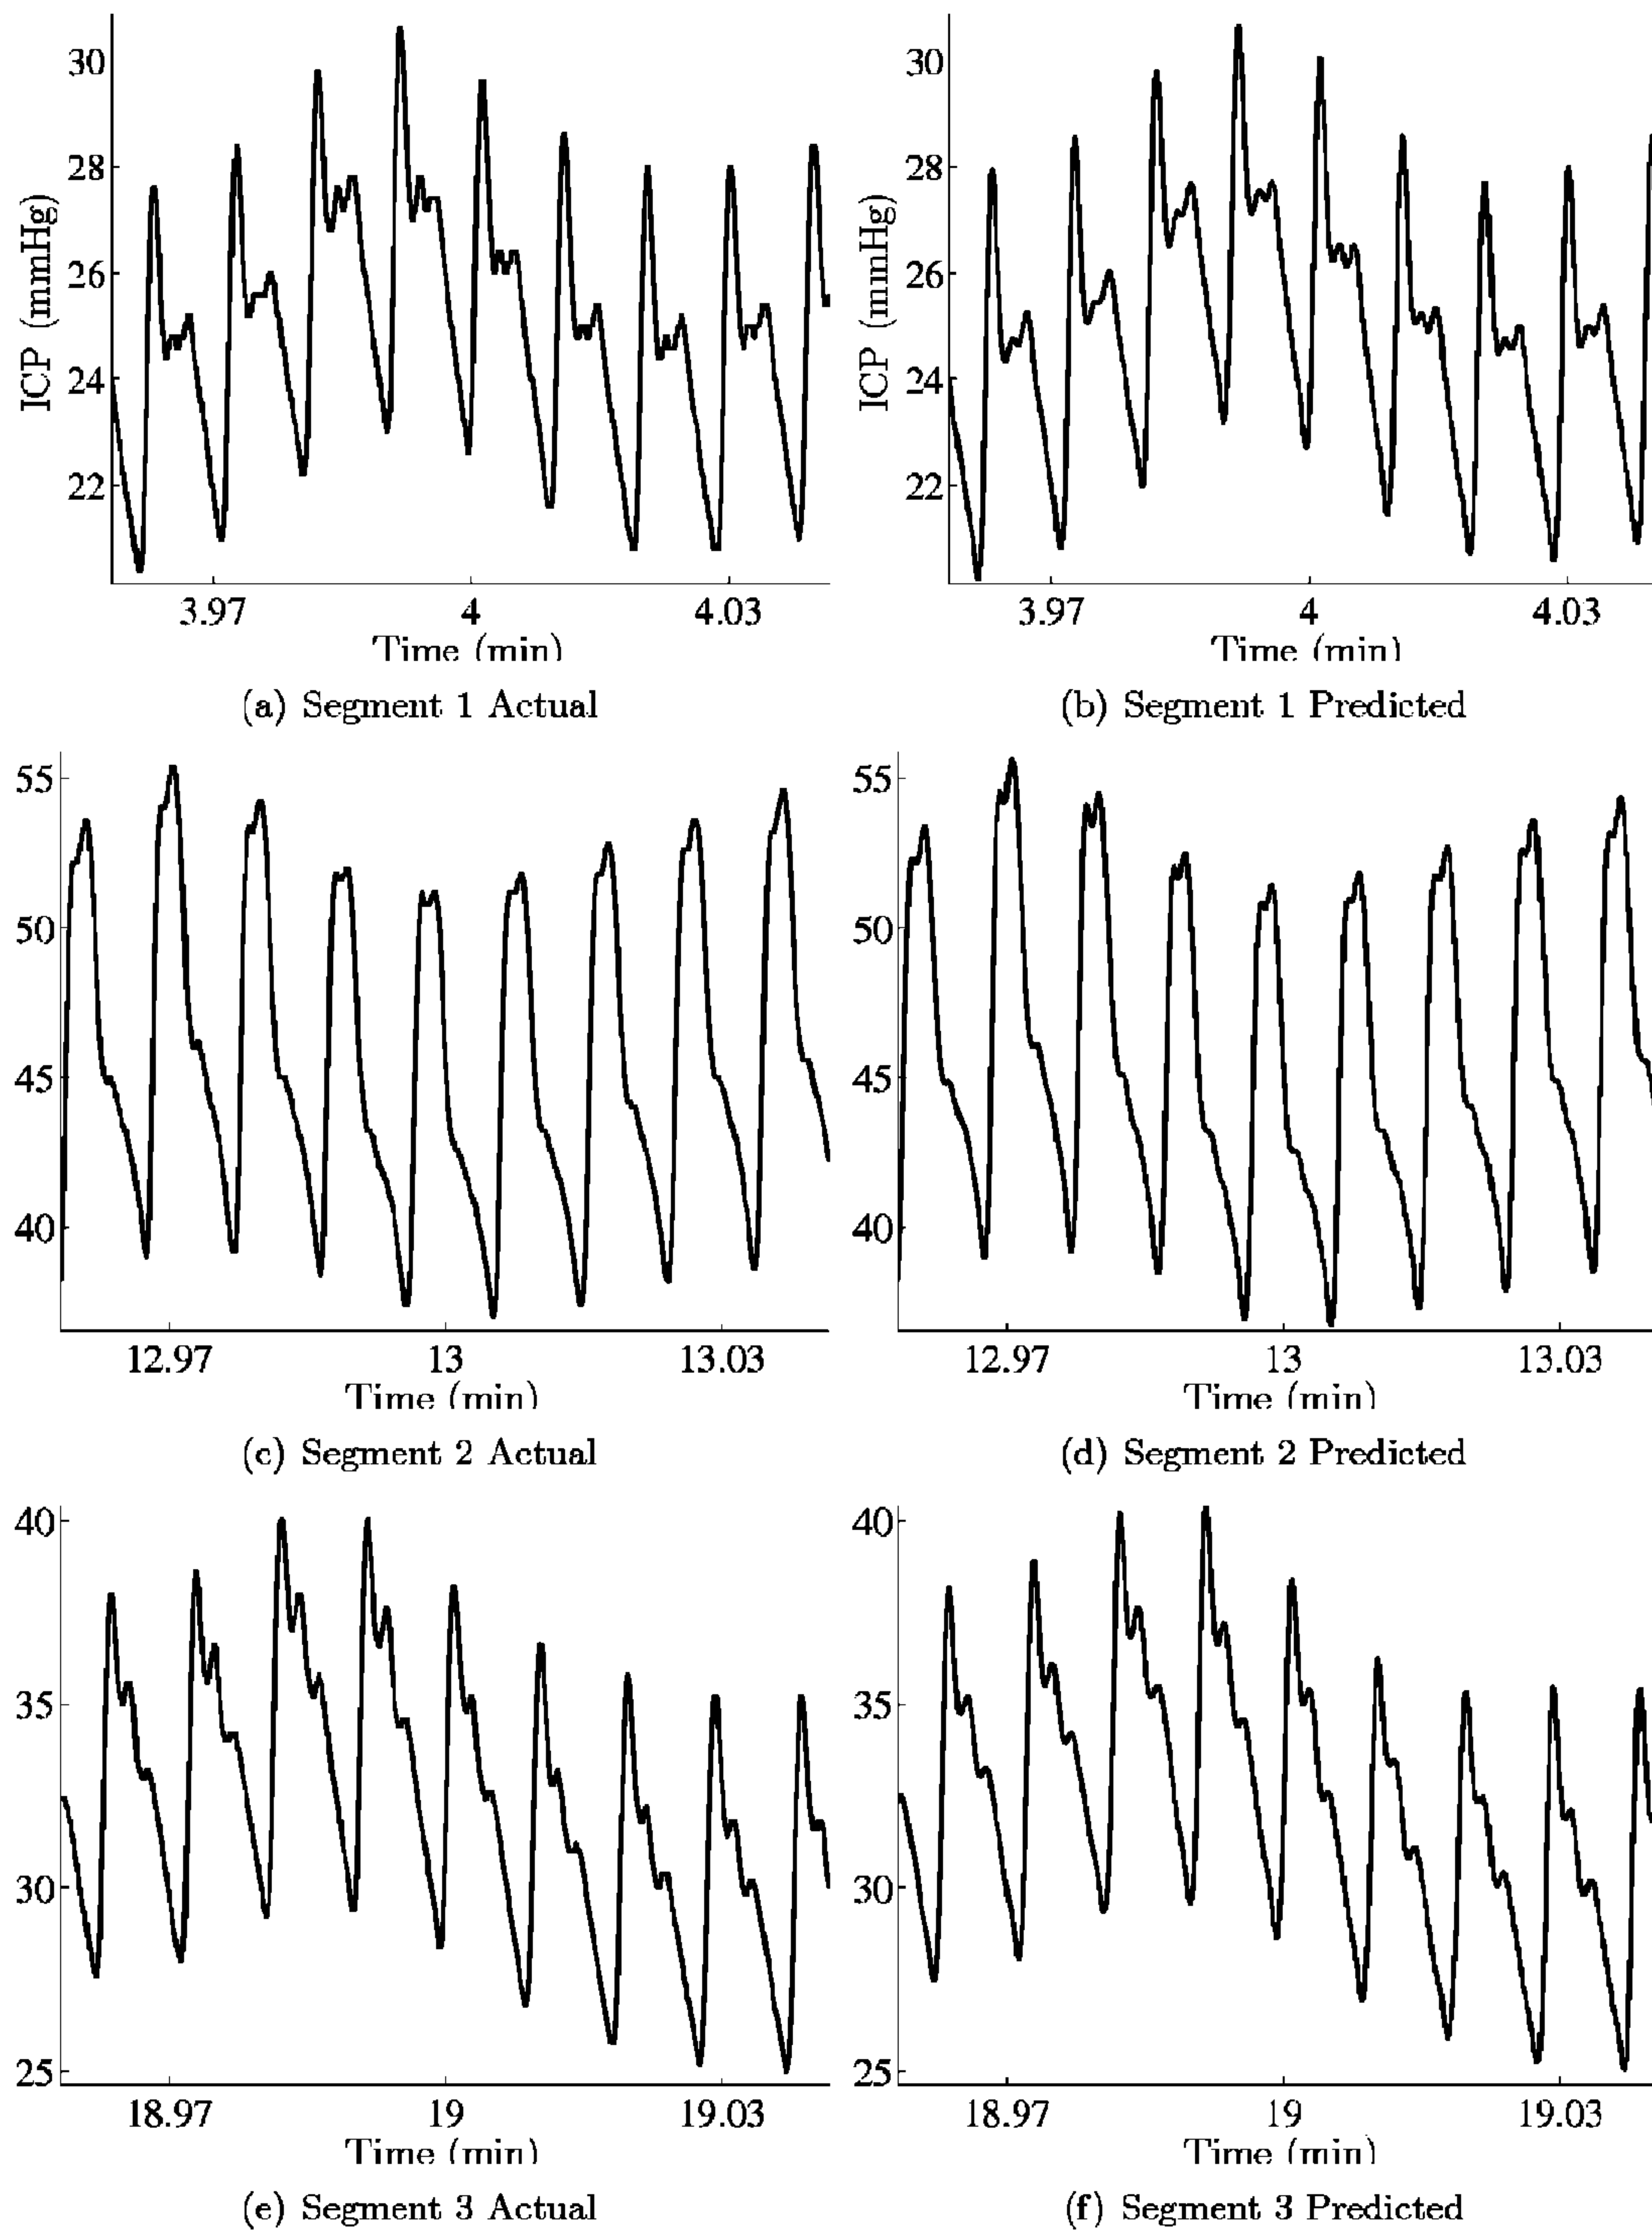 30
28
26
24
22
ICP (mmHg)
3.97 4 4.03
Time (min)
(a) Segment 1 Actual
30
28
26
24
22
ICP (mmHg)
3.97 4 4.03
Time (min)
(b) Segment 1 Predicted
55
50
45
40
12.97 13 13.03
Time (min)
(c) Segment 2 Actual
55
50
45
40
12.97 13 13.03
Time (min)
(d) Segment 2 Predicted
40
35
30
25
18.97 19 19.03
Time (min)
(e) Segment 3 Actual
40
35
30
25
18.97 19 19.03
Time (min)
(f) Segment 3 Predicted